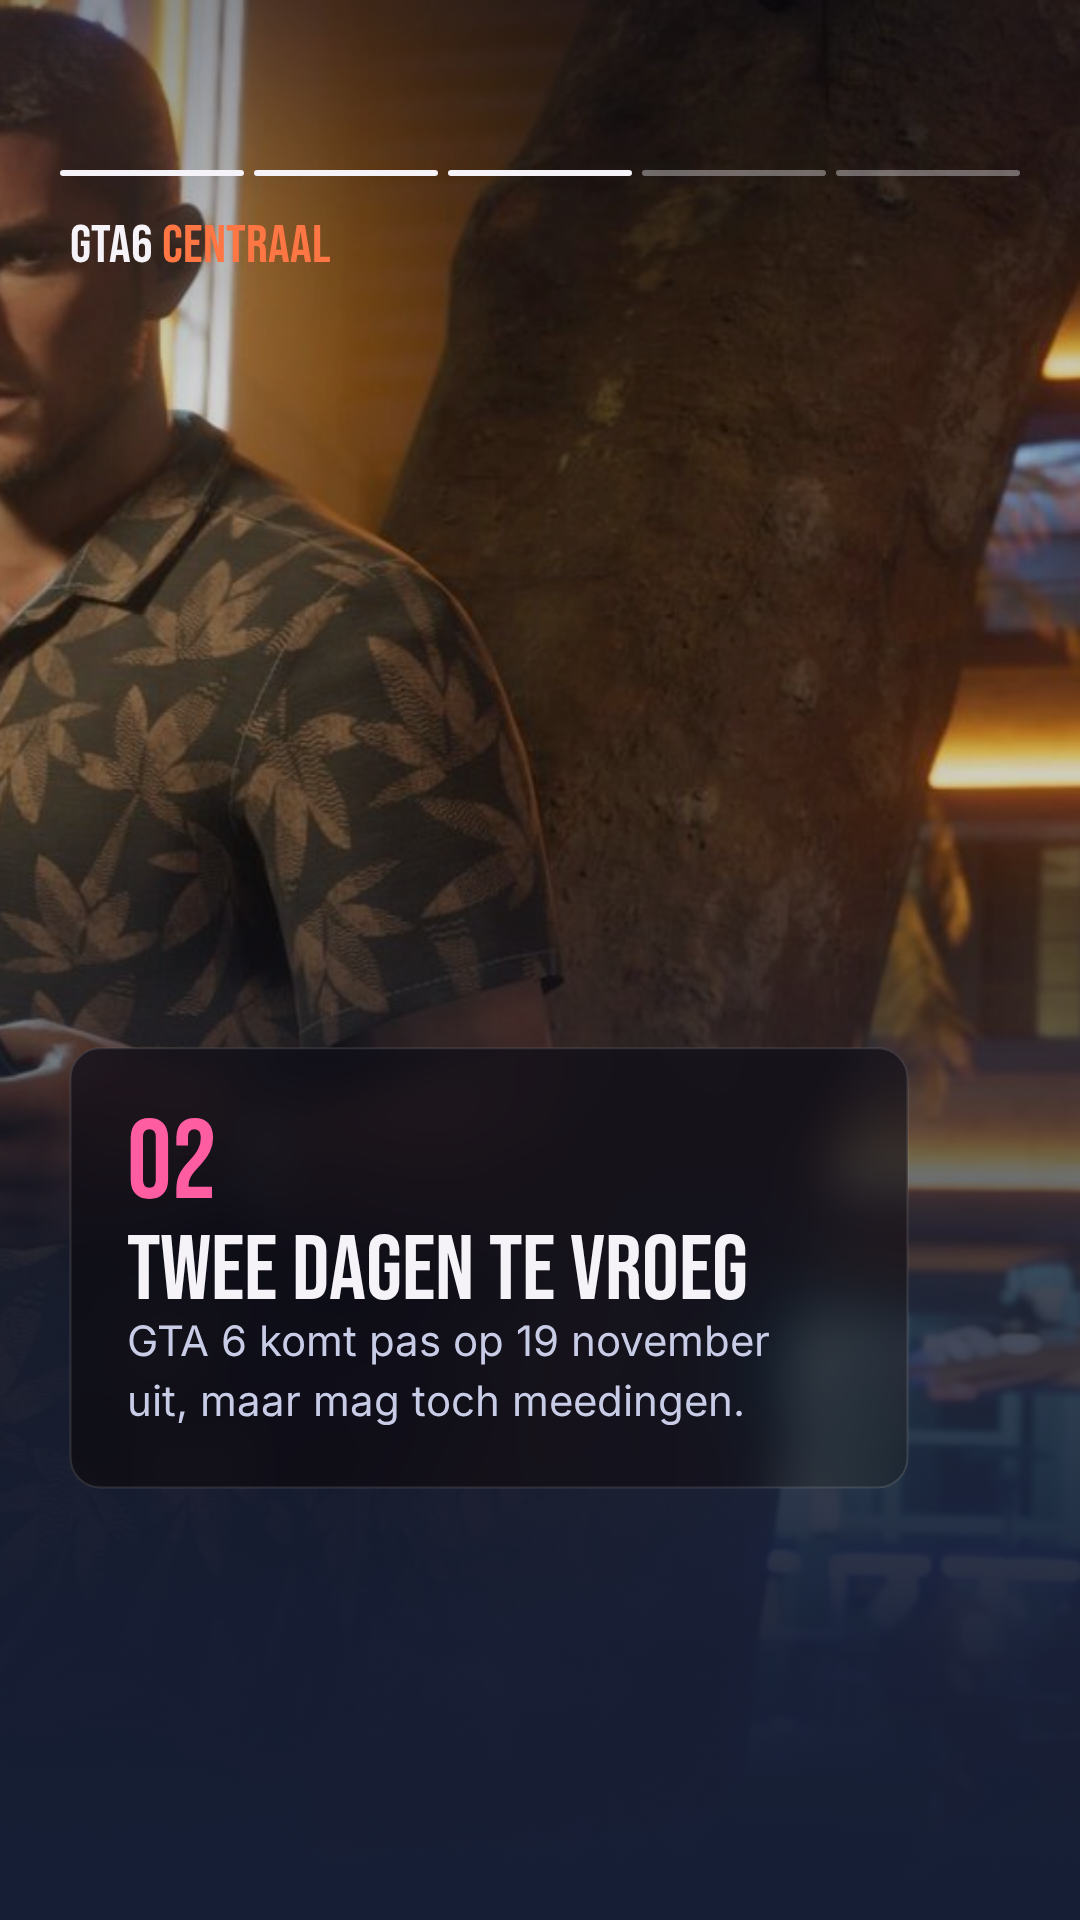 GTA6 CENTRAAL
02
TWEE DAGEN TE VROEG
GTA 6 komt pas op 19 november
uit, maar mag toch meedingen.